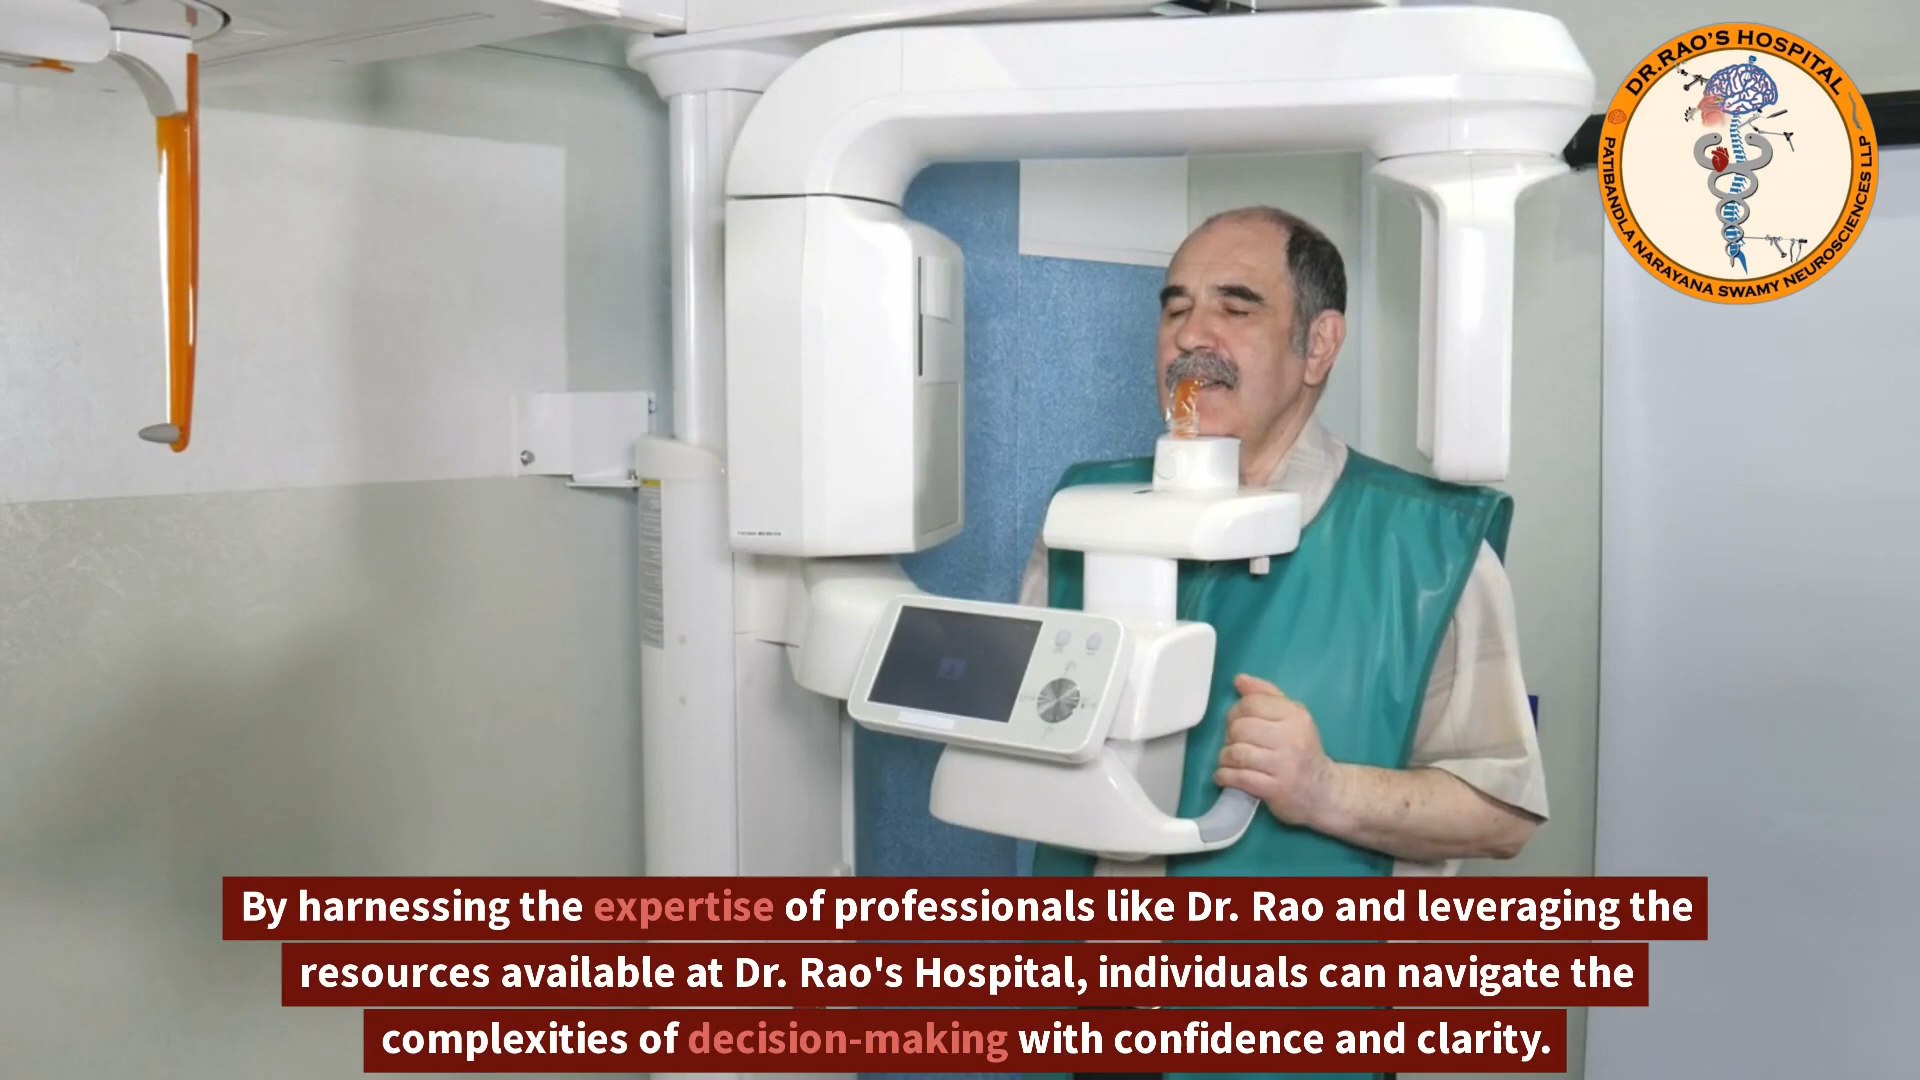 DR.RAO'S HOSPITAL
PATIBANDLA NARAYANA SWAMY NEUROSCIENCES LLP
By harnessing the expertise of professionals like Dr. Rao and leveraging the
resources available at Dr. Rao's Hospital, individuals can navigate the
complexities of decision-making with confidence and clarity.